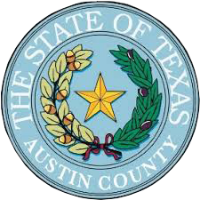 THE STATE OF TEXAS
AUSTIN COUNTY